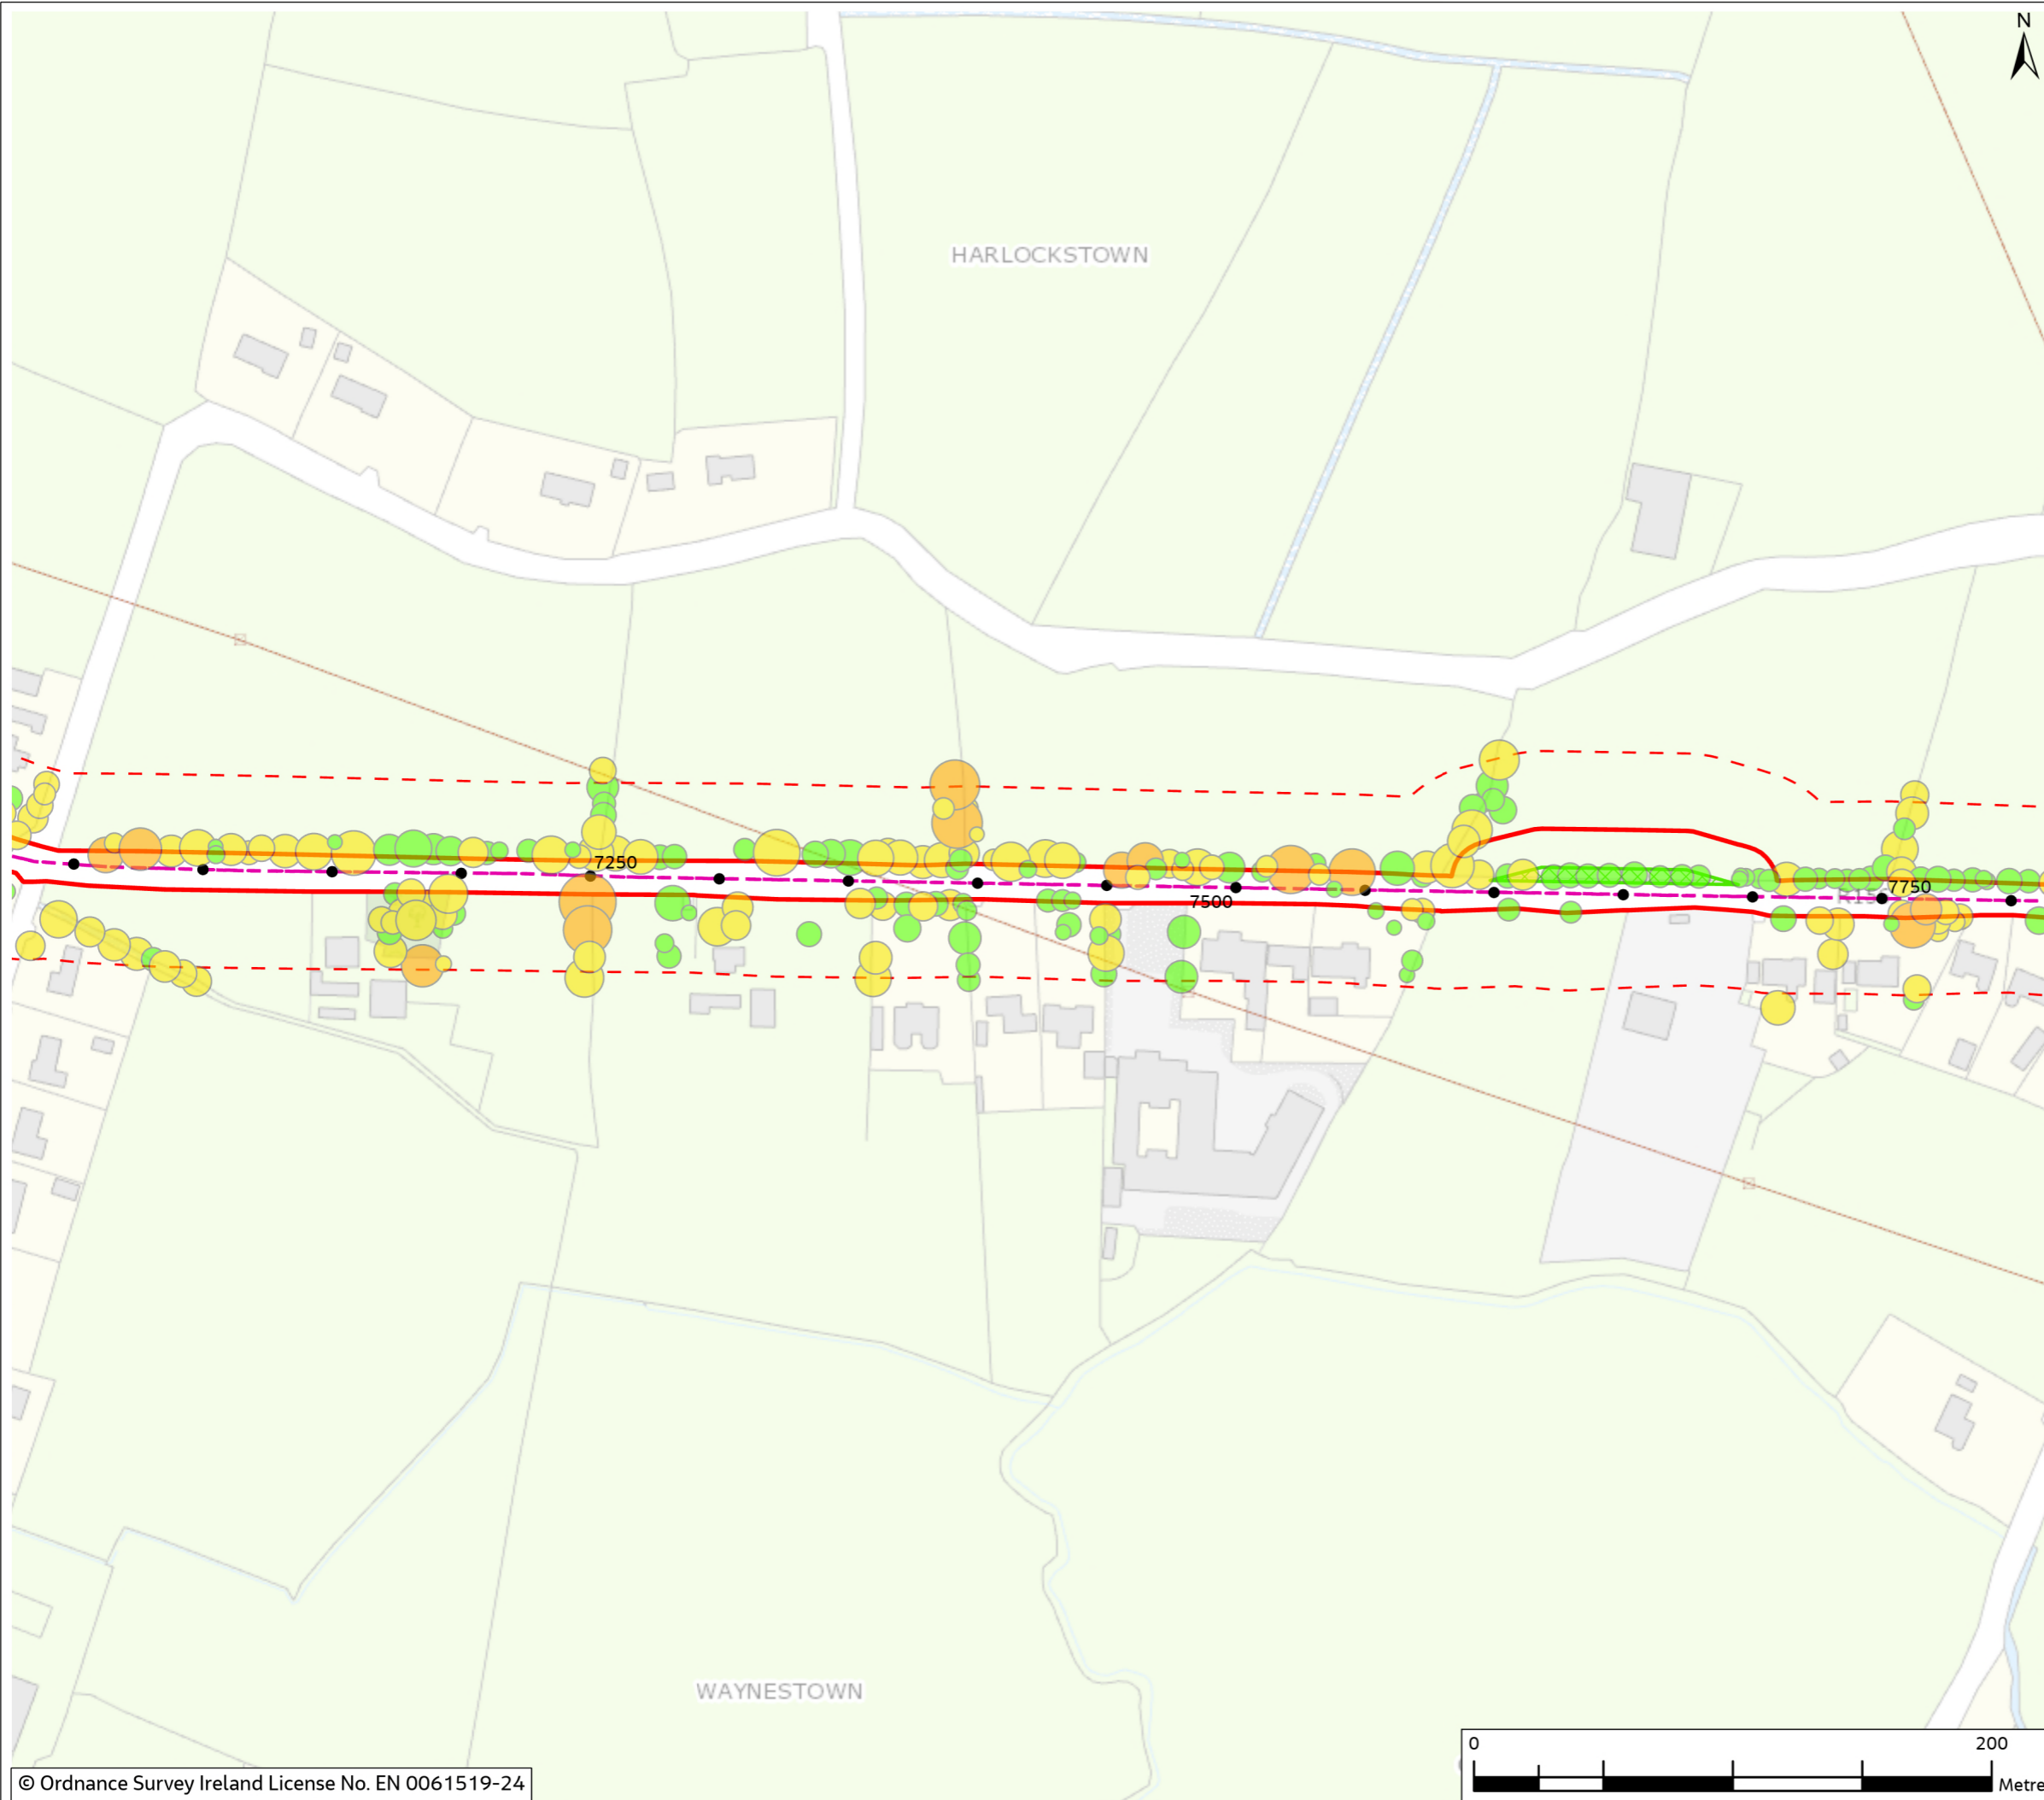 N
HARLOCKSTOWN
7250
7500
7750
WAYNESTOWN
0 200
Metre
© Ordnance Survey Ireland License No. EN 0061519-24